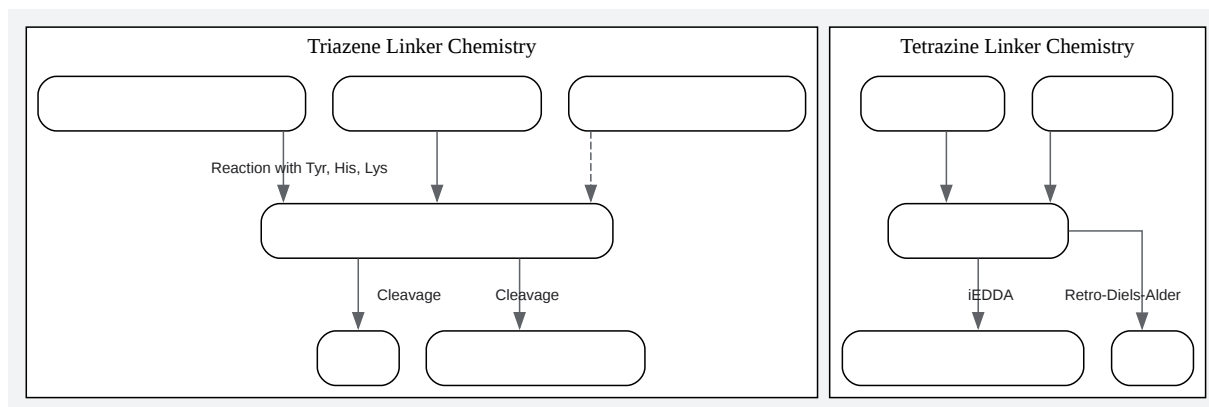 Triazene Linker Chemistry
Tetrazine Linker Chemistry
Reaction with Tyr, His, Lys
Cleavage
Cleavage
iEDDA
Retro-Diels-Alder